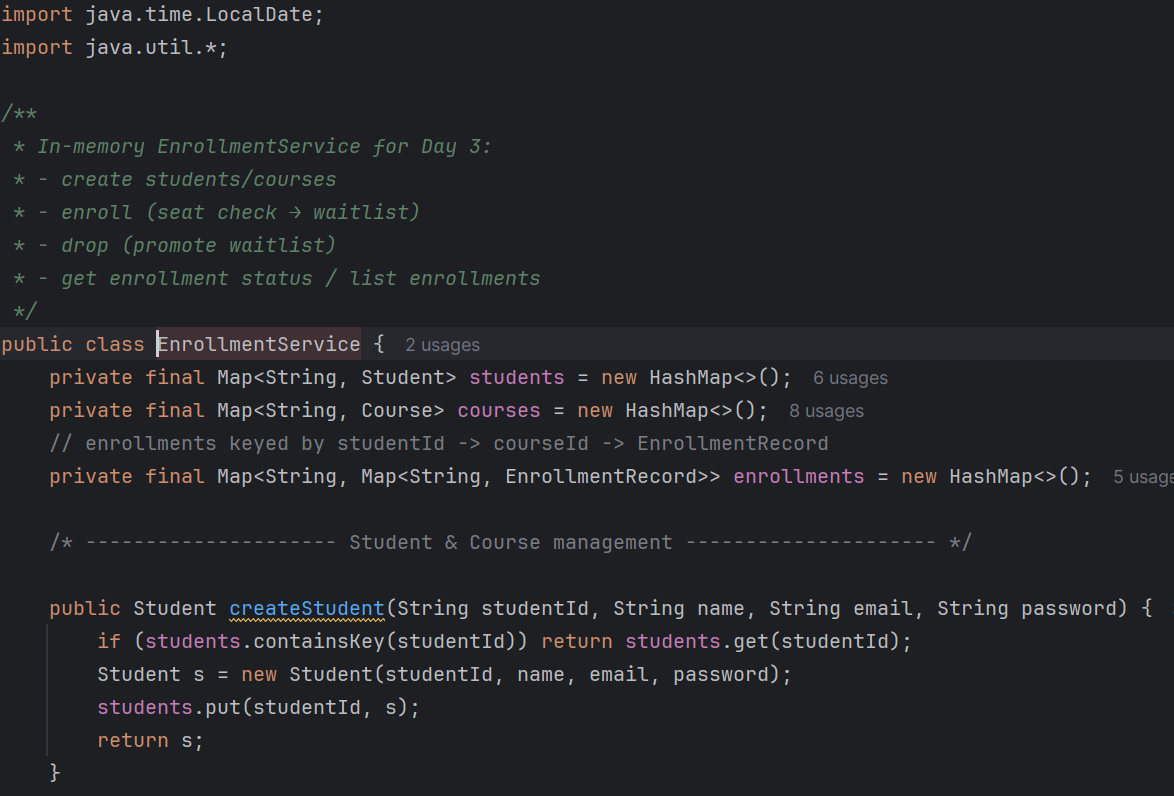 import java.time.LocalDate;
import java.util.*;
/**
 * In-memory EnrollmentService for Day 3:
 * - create students/courses
 * - enroll (seat check → waitlist)
 * - drop (promote waitlist)
 * - get enrollment status / list enrollments
 */
public class EnrollmentService { 2 usages
    private final Map<String, Student> students = new HashMap<>(); 6 usages
    private final Map<String, Course> courses = new HashMap<>(); 8 usages
    // enrollments keyed by studentId -> courseId -> EnrollmentRecord
    private final Map<String, Map<String, EnrollmentRecord>> enrollments = new HashMap<>(); 5 usage
    /* --------------------- Student & Course management --------------------- */
    public Student createStudent(String studentId, String name, String email, String password) {
        if (students.containsKey(studentId)) return students.get(studentId);
        Student s = new Student(studentId, name, email, password);
        students.put(studentId, s);
        return s;
    }